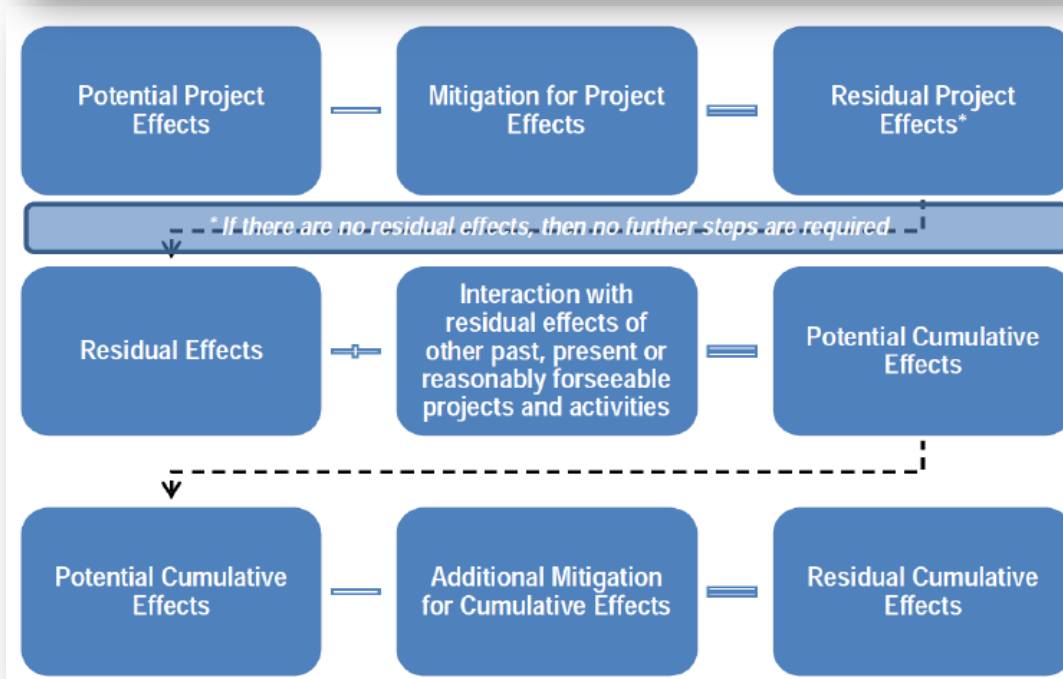 Potential Project
Effects
Mitigation for Project
Effects
Residual Project
Effects*
* If there are no residual effects, then no further steps are required
Residual Effects
Interaction with
residual effects of
other past, present or
reasonably forseeable
projects and activities
Potential Cumulative
Effects
Potential Cumulative
Effects
Additional Mitigation
for Cumulative Effects
Residual Cumulative
Effects